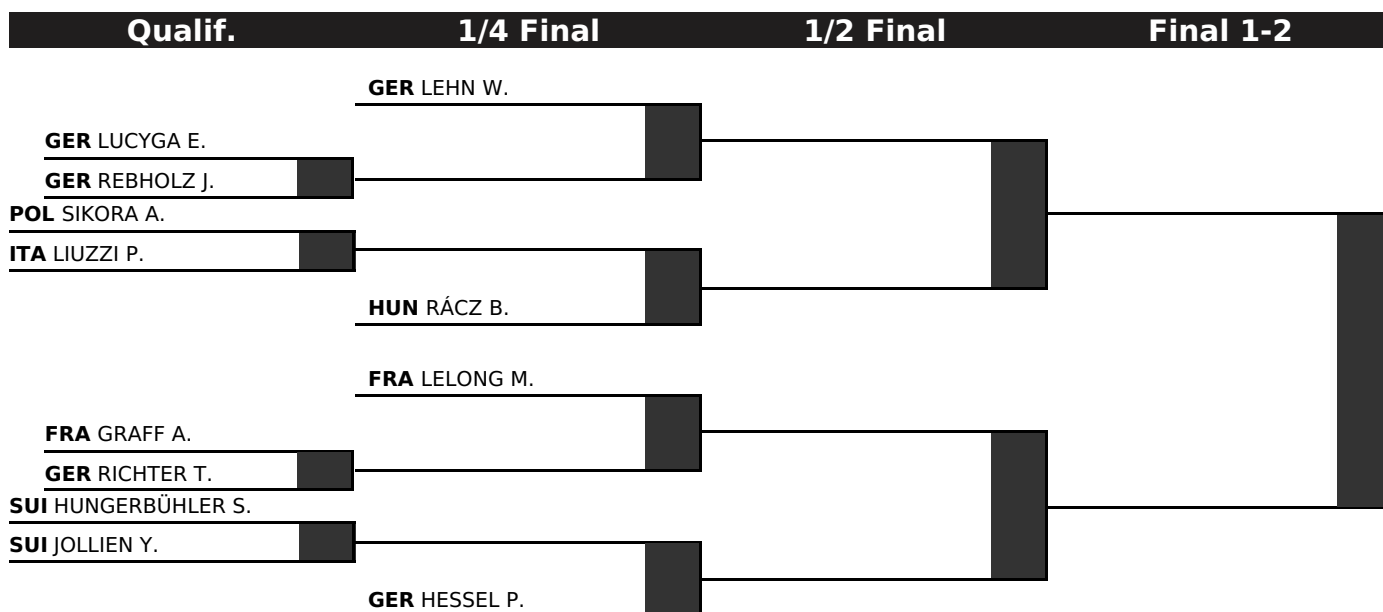 Qualif. 1/4 Final 1/2 Final Final 1-2
GER LEHN W.
GER LUCYGA E.
GER REBHOLZ J.
POL SIKORA A.
ITA LIUZZI P.
HUN RÁCZ B.
FRA LELONG M.
FRA GRAFF A.
GER RICHTER T.
SUI HUNGERBÜHLER S.
SUI JOLLIEN Y.
GER HESSEL P.